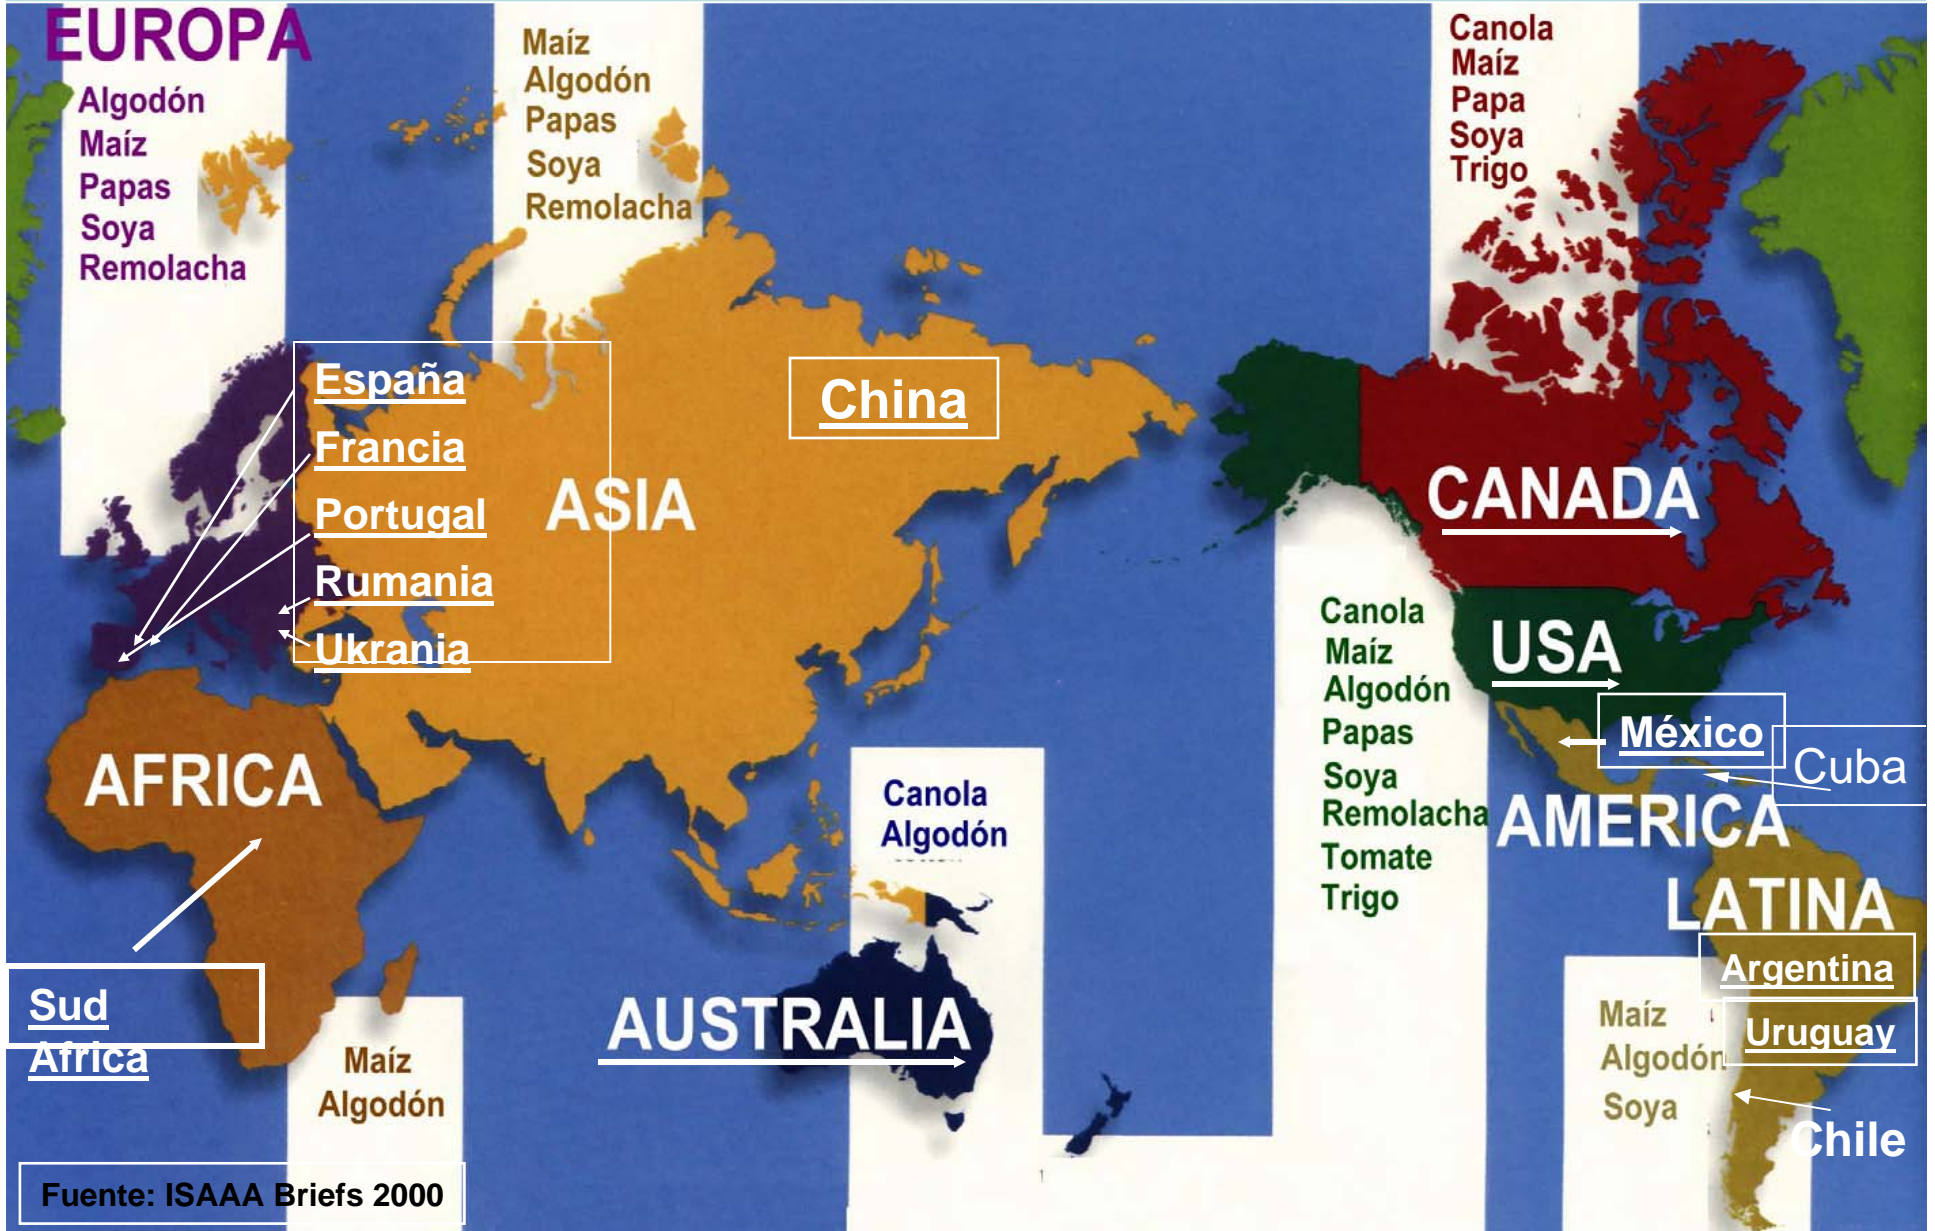 EUROPA
Algodón
Maíz
Papas
Soya
Remolacha
Maíz
Algodón
Papas
Soya
Remolacha
Canola
Maíz
Papa
Soya
Trigo
España
Francia
Portugal
Rumania
Ukrania
China
ASIA
CANADA
USA
Canola
Maíz
Algodón
Papas
Soya
Remolacha
Tomate
Trigo
México
Cuba
AMERICA
LATINA
Argentina
Uruguay
Maíz
Algodón
Soya
Chile
AFRICA
Sud
Africa
Maíz
Algodón
Canola
Algodón
AUSTRALIA
Fuente: ISAAA Briefs 2000